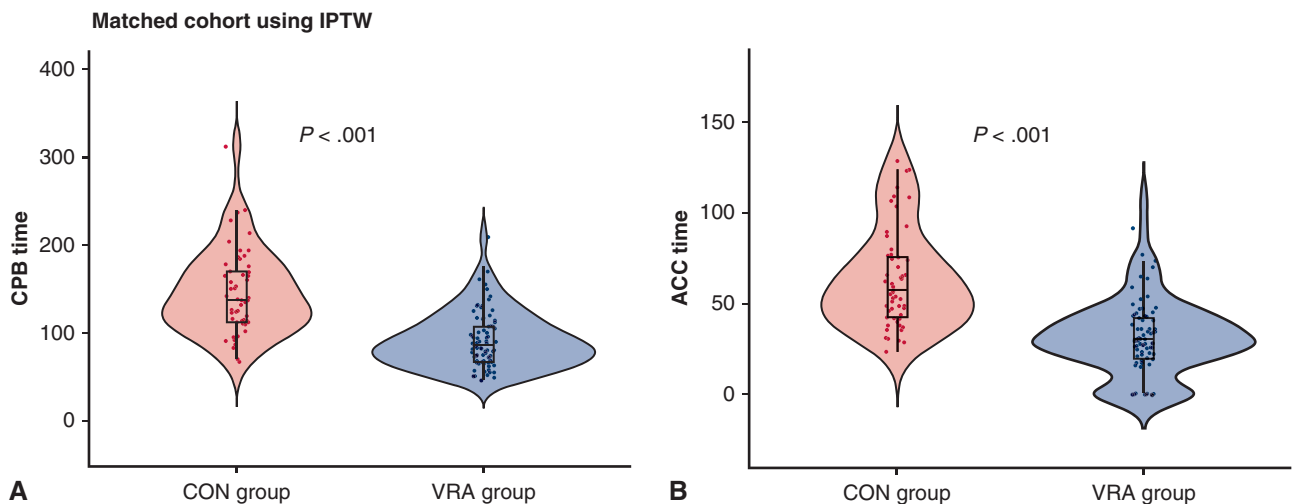 Matched cohort using IPTW
CPB time
400
300
200
100
0
P < .001
CON group
VRA group
A
ACC time
150
100
50
0
P < .001
CON group
VRA group
B